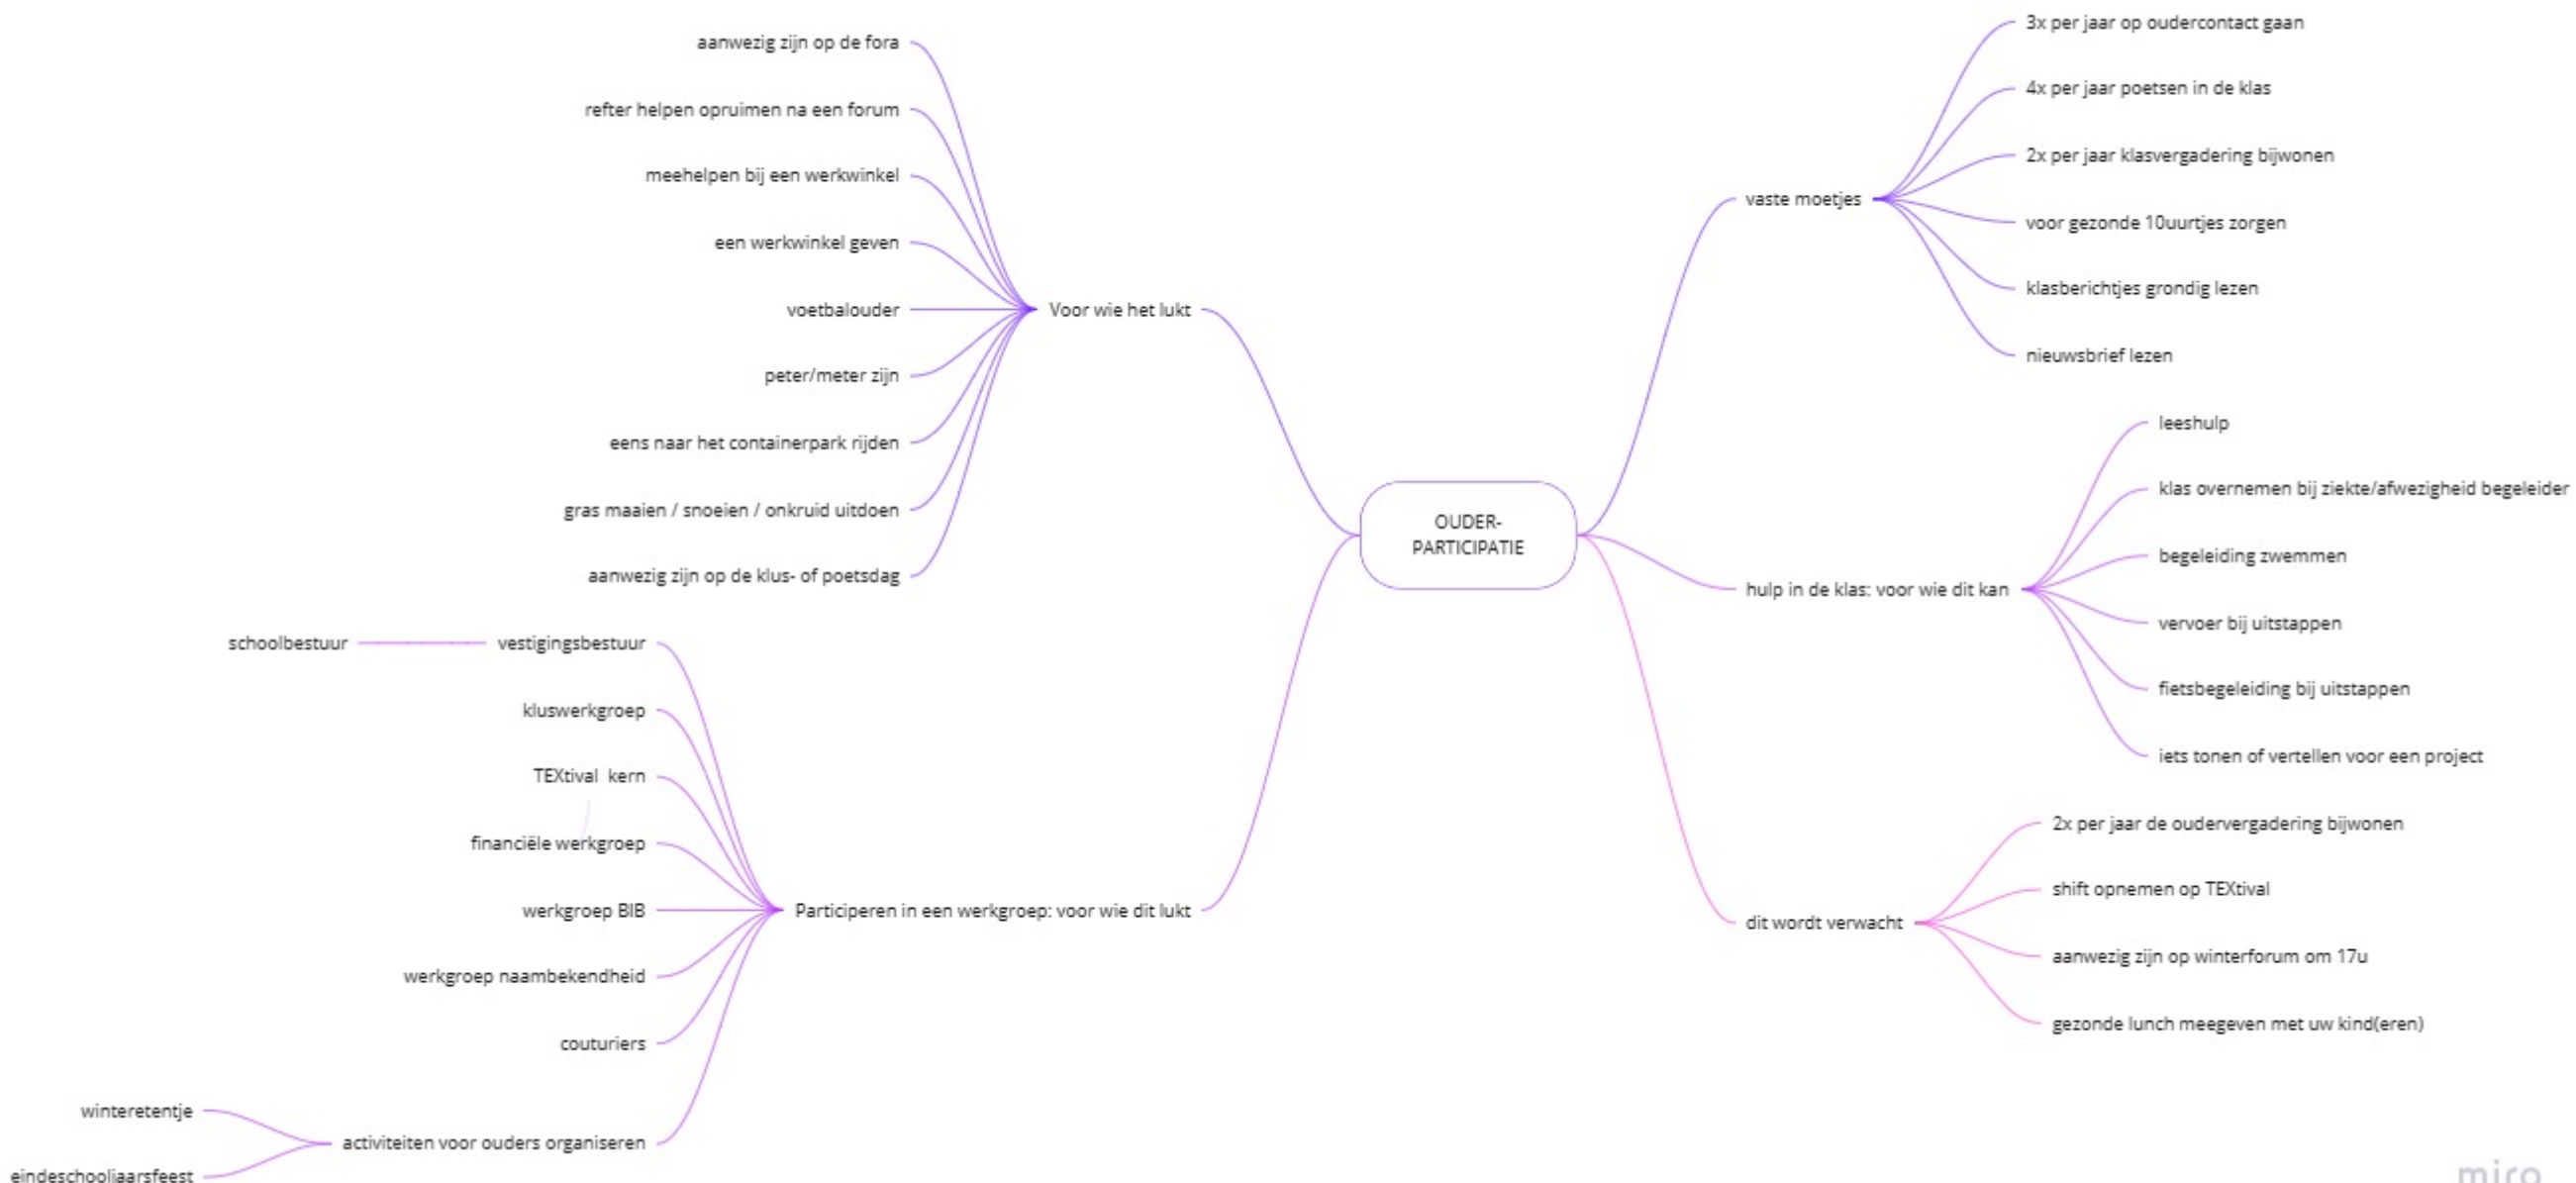 OUDER-
PARTICIPATIE
Voor wie het lukt
aanwezig zijn op de fora
refter helpen opruimen na een forum
meehelpen bij een werkwinkel
een werkwinkel geven
voetbalouder
peter/meter zijn
eens naar het containerpark rijden
gras maaien / snoeien / onkruid uitdoen
aanwezig zijn op de klus- of poetsdag
Participeren in een werkgroep: voor wie dit lukt
vestigingsbestuur
schoolbestuur
kluswerkgroep
TEXtival kern
financiële werkgroep
werkgroep BIB
werkgroep naambekendheid
couturiers
activiteiten voor ouders organiseren
winteretentje
eindeschooljaarsfeest
vaste moetjes
3x per jaar op oudercontact gaan
4x per jaar poetsen in de klas
2x per jaar klasvergadering bijwonen
voor gezonde 10uurtjes zorgen
klasberichtjes grondig lezen
nieuwsbrief lezen
hulp in de klas: voor wie dit kan
leeshulp
klas overnemen bij ziekte/afwezigheid begeleider
begeleiding zwemmen
vervoer bij uitstappen
fietsbegeleiding bij uitstappen
iets tonen of vertellen voor een project
dit wordt verwacht
2x per jaar de oudervergadering bijwonen
shift opnemen op TEXtival
aanwezig zijn op winterforum om 17u
gezonde lunch meegeven met uw kind(eren)
miro